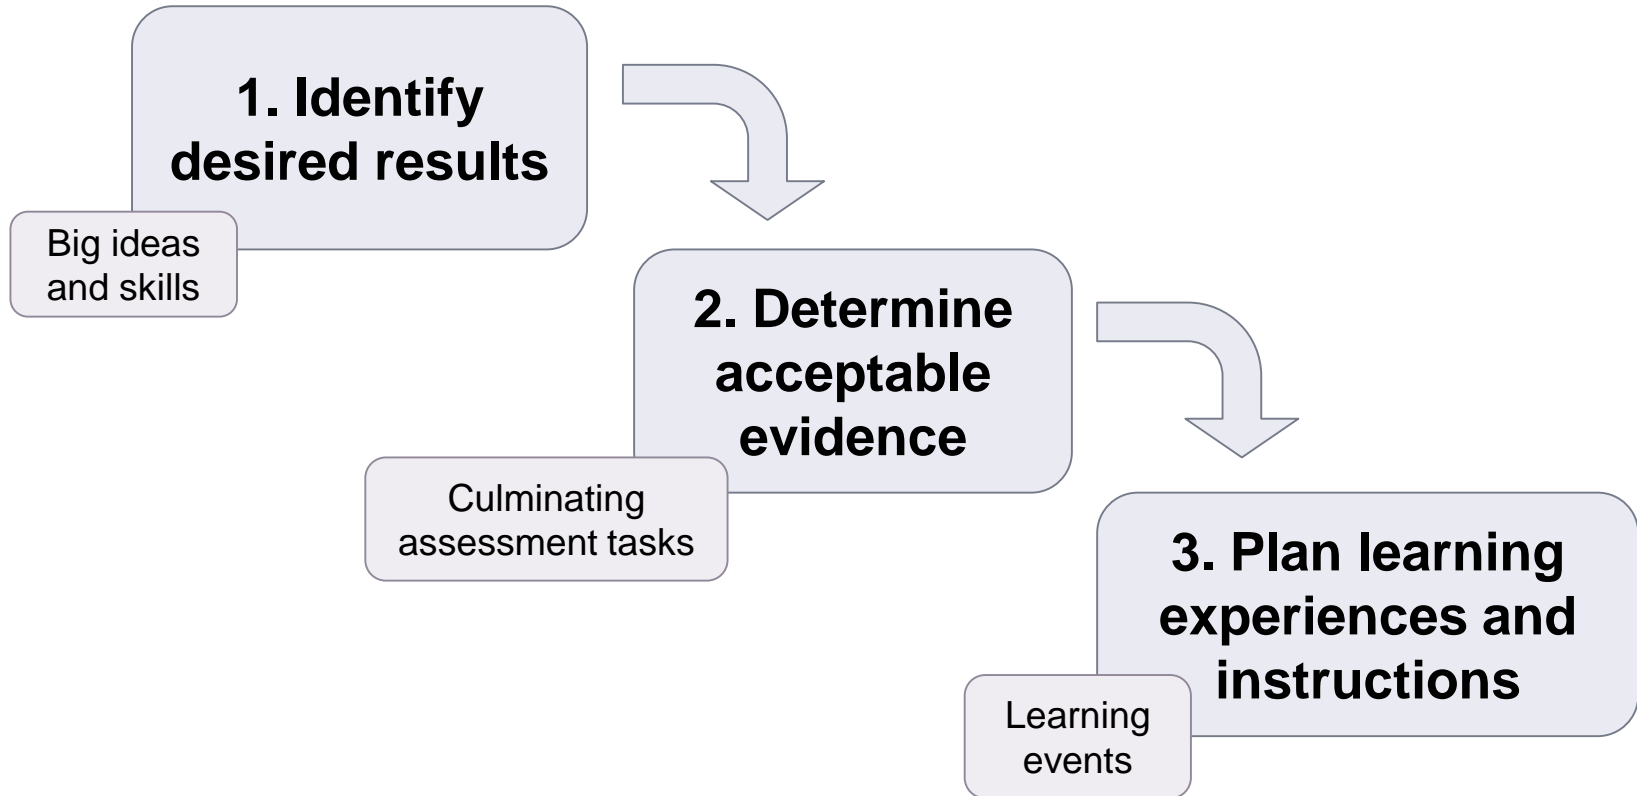 1. Identify
desired results
Big ideas
and skills
2. Determine
acceptable
evidence
Culminating
assessment tasks
3. Plan learning
experiences and
instructions
Learning
events